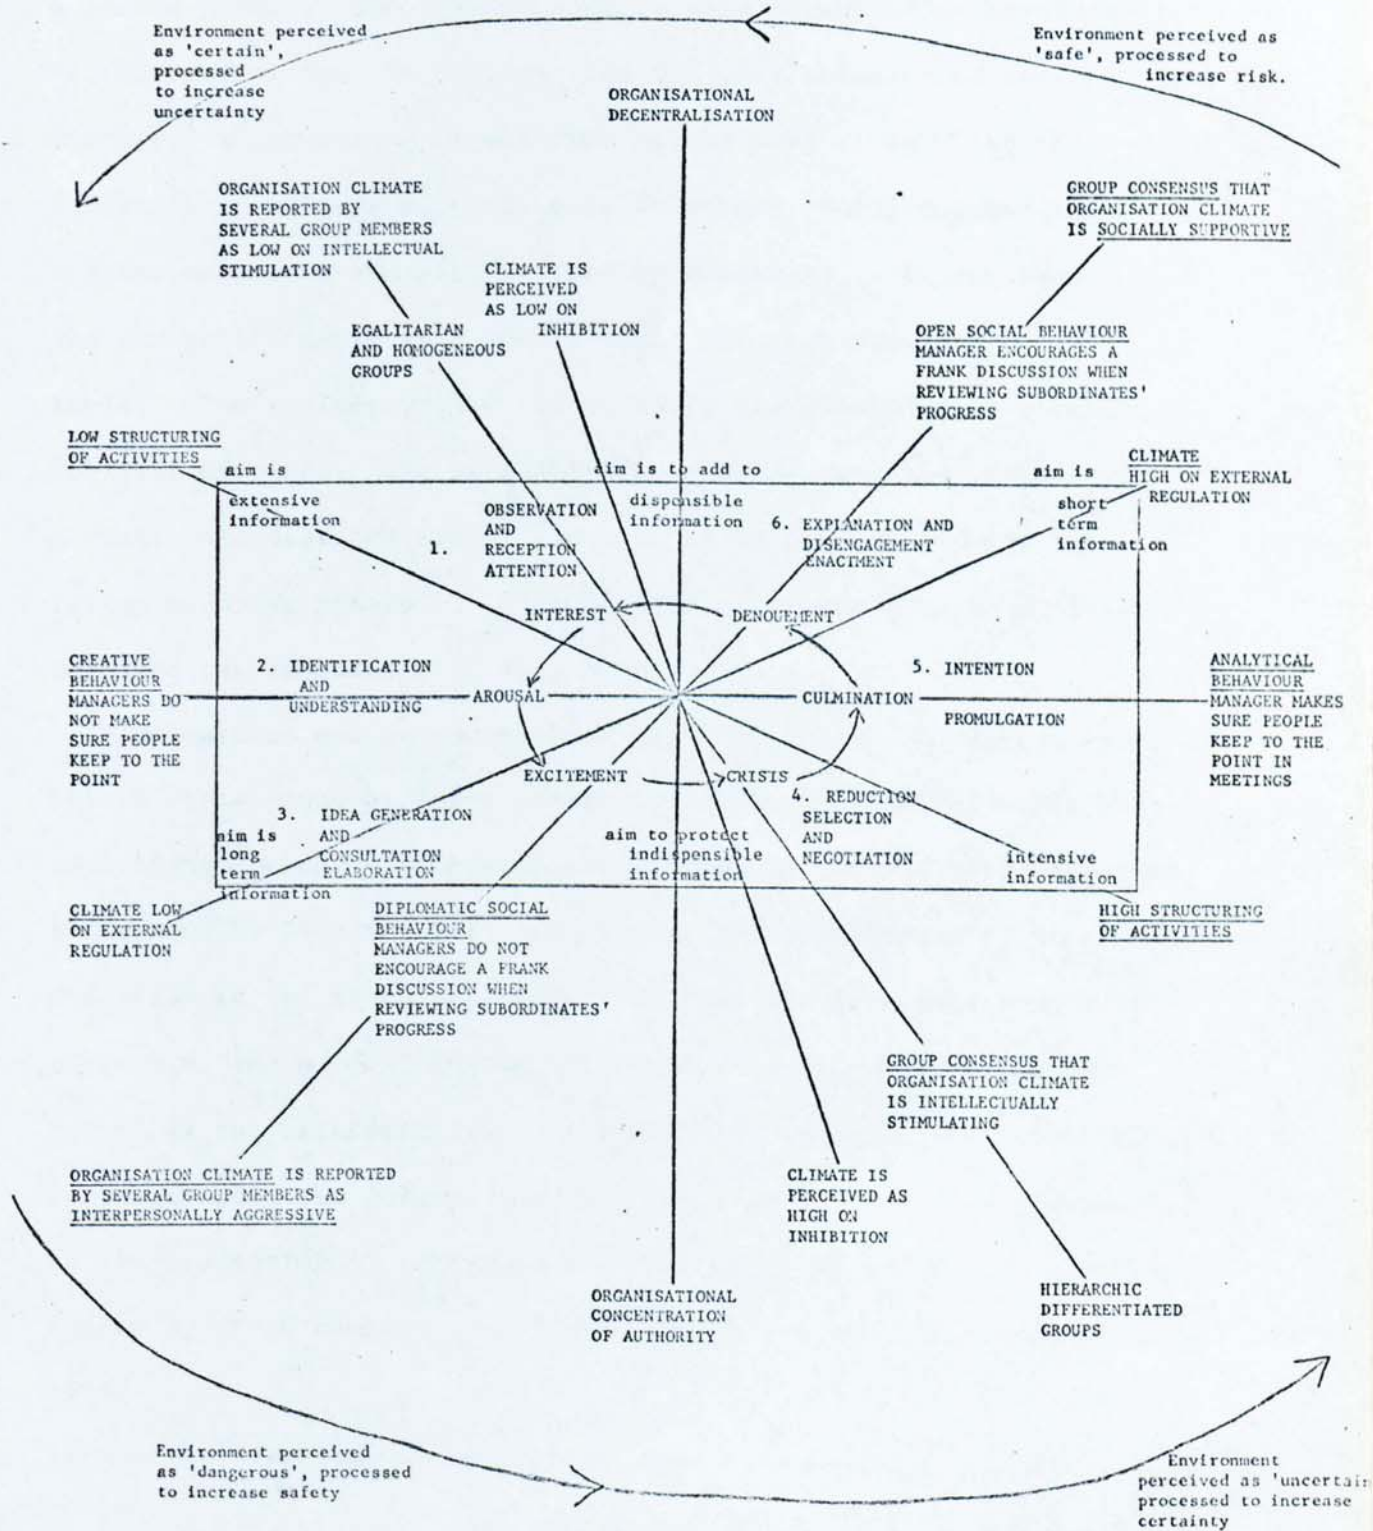 Environment perceived
as 'certain',
processed
to increase
uncertainty
Environment perceived as
'safe', processed to
increase risk.
ORGANISATIONAL
DECENTRALISATION
ORGANISATION CLIMATE
IS REPORTED BY
SEVERAL GROUP MEMBERS
AS LOW ON INTELLECTUAL
STIMULATION
GROUP CONSENSUS THAT
ORGANISATION CLIMATE
IS SOCIALLY SUPPORTIVE
CLIMATE IS
PERCEIVED
AS LOW ON
INHIBITION
EGALITARIAN
AND HOMOGENEOUS
GROUPS
OPEN SOCIAL BEHAVIOUR
MANAGER ENCOURAGES A
FRANK DISCUSSION WHEN
REVIEWING SUBORDINATES'
PROGRESS
LOW STRUCTURING
OF ACTIVITIES
CLIMATE
HIGH ON EXTERNAL
REGULATION
aim is
extensive
information
aim is to add to
dispensible
information
aim is
short
term
information
1.
OBSERVATION
AND
RECEPTION
ATTENTION
6. EXPLANATION AND
DISENGAGEMENT
ENACTMENT
INTEREST
DENOUEMENT
CREATIVE
BEHAVIOUR
MANAGERS DO
NOT MAKE
SURE PEOPLE
KEEP TO THE
POINT
2. IDENTIFICATION
AND
UNDERSTANDING
AROUSAL
CULMINATION
5. INTENTION
PROMULGATION
ANALYTICAL
BEHAVIOUR
MANAGER MAKES
SURE PEOPLE
KEEP TO THE
POINT IN
MEETINGS
EXCITEMENT
CRISIS
3. IDEA GENERATION
AND
CONSULTATION
ELABORATION
4. REDUCTION
SELECTION
AND
NEGOTIATION
aim is
long
term
information
aim to protect
indispensible
information
intensive
information
CLIMATE LOW
ON EXTERNAL
REGULATION
DIPLOMATIC SOCIAL
BEHAVIOUR
MANAGERS DO NOT
ENCOURAGE A FRANK
DISCUSSION WHEN
REVIEWING SUBORDINATES'
PROGRESS
HIGH STRUCTURING
OF ACTIVITIES
GROUP CONSENSUS THAT
ORGANISATION CLIMATE
IS INTELLECTUALLY
STIMULATING
ORGANISATION CLIMATE IS REPORTED
BY SEVERAL GROUP MEMBERS AS
INTERPERSONALLY AGGRESSIVE
CLIMATE IS
PERCEIVED AS
HIGH ON
INHIBITION
ORGANISATIONAL
CONCENTRATION
OF AUTHORITY
HIERARCHIC
DIFFERENTIATED
GROUPS
Environment perceived
as 'dangerous', processed
to increase safety
Environment
perceived as 'uncertain
processed to increase
certainty